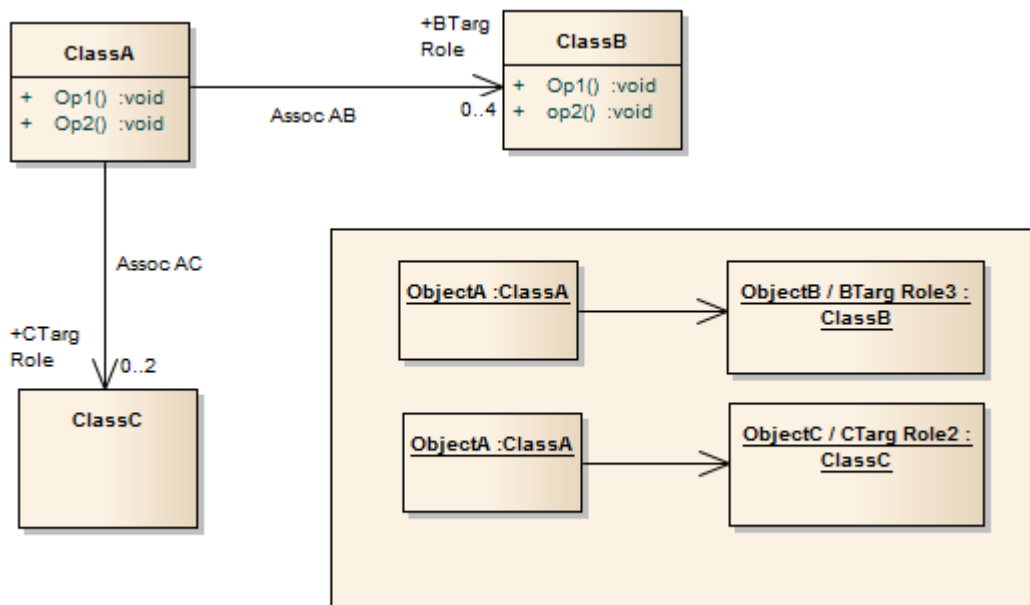 ClassA
+ Op1() :void
+ Op2() :void
+BTarg
Role
ClassB
+ Op1() :void
+ op2() :void
Assoc AB
0..4
Assoc AC
+CTarg
Role
0..2
ClassC
ObjectA :ClassA
ObjectB / BTarg Role3 :
ClassB
ObjectA :ClassA
ObjectC / CTarg Role2 :
ClassC